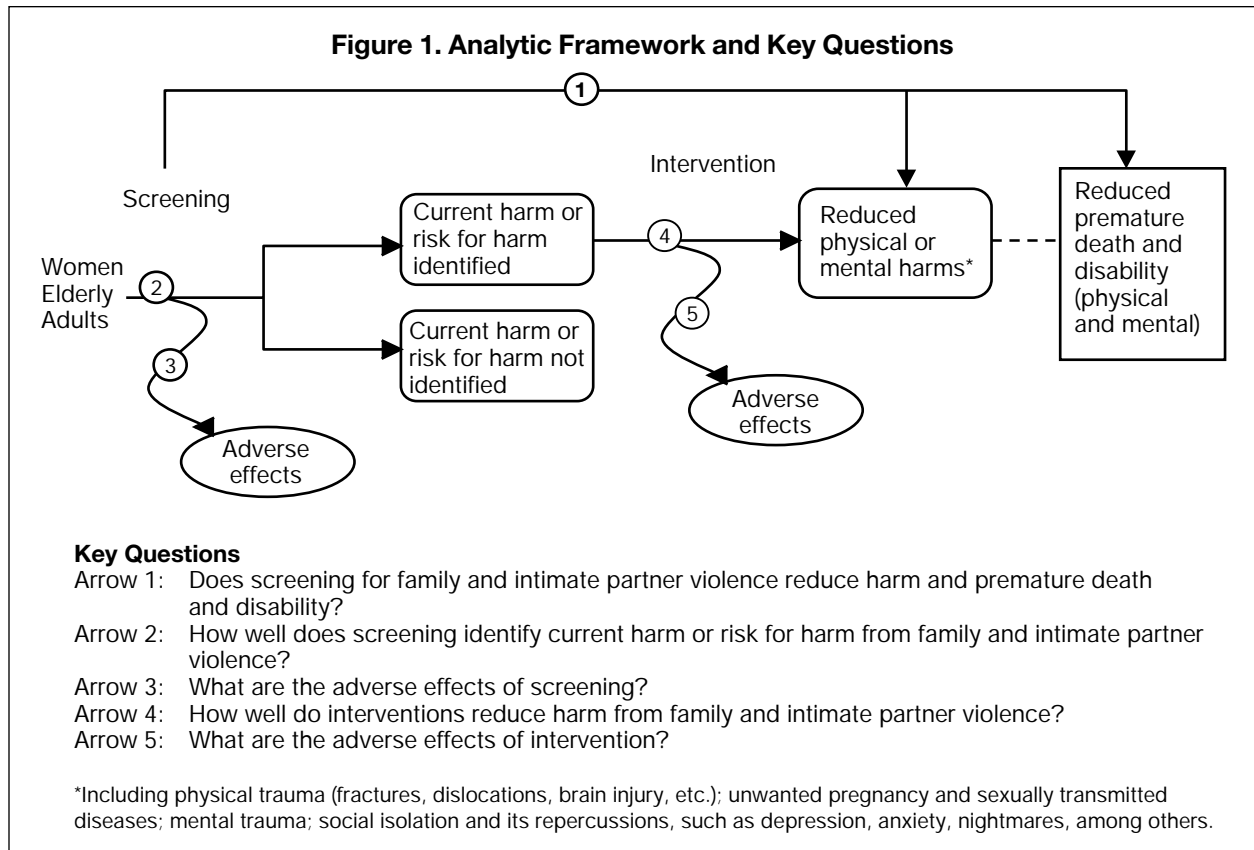 Figure 1. Analytic Framework and Key Questions
1
Screening
Intervention
Women
Elderly
Adults
2
3
Adverse
effects
Current harm or
risk for harm
identified
Current harm or
risk for harm not
identified
4
5
Adverse
effects
Reduced
physical or
mental harms*
Reduced
premature
death and
disability
(physical
and mental)
Key Questions
Arrow 1: Does screening for family and intimate partner violence reduce harm and premature death
and disability?
Arrow 2: How well does screening identify current harm or risk for harm from family and intimate partner
violence?
Arrow 3: What are the adverse effects of screening?
Arrow 4: How well do interventions reduce harm from family and intimate partner violence?
Arrow 5: What are the adverse effects of intervention?
*Including physical trauma (fractures, dislocations, brain injury, etc.); unwanted pregnancy and sexually transmitted
diseases; mental trauma; social isolation and its repercussions, such as depression, anxiety, nightmares, among others.